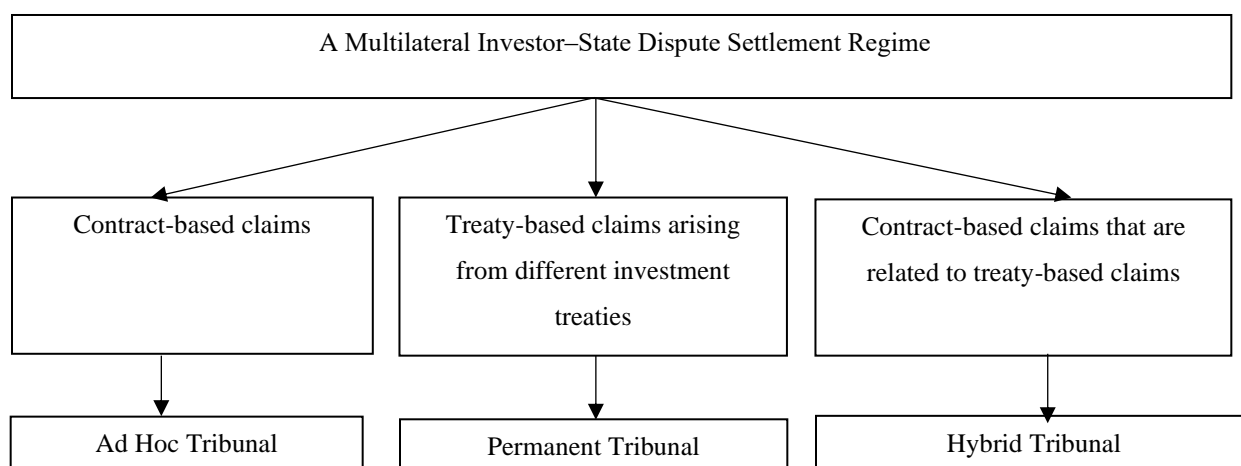 A Multilateral Investor–State Dispute Settlement Regime
Contract-based claims
Treaty-based claims arising
from different investment
treaties
Contract-based claims that are
related to treaty-based claims
Ad Hoc Tribunal
Permanent Tribunal
Hybrid Tribunal